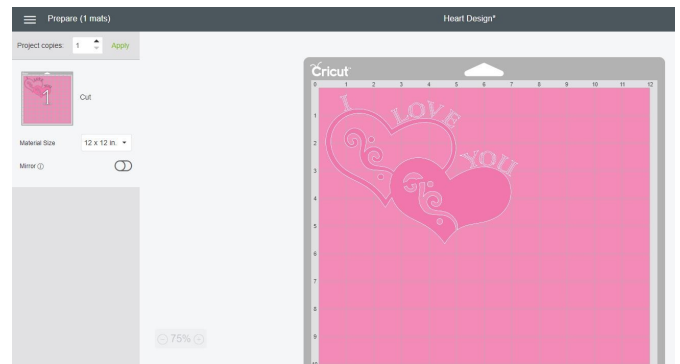 Prepare (1 mats)
Heart Design*
Project copies: 1 Apply
1
Cut
Material Size 12 x 12 in.
Mirror
75%
Cricut
0 1 2 3 4 5 6 7 8 9 10 11 12
1
2
3
4
5
6
7
8
9
10
I LOVE YOU